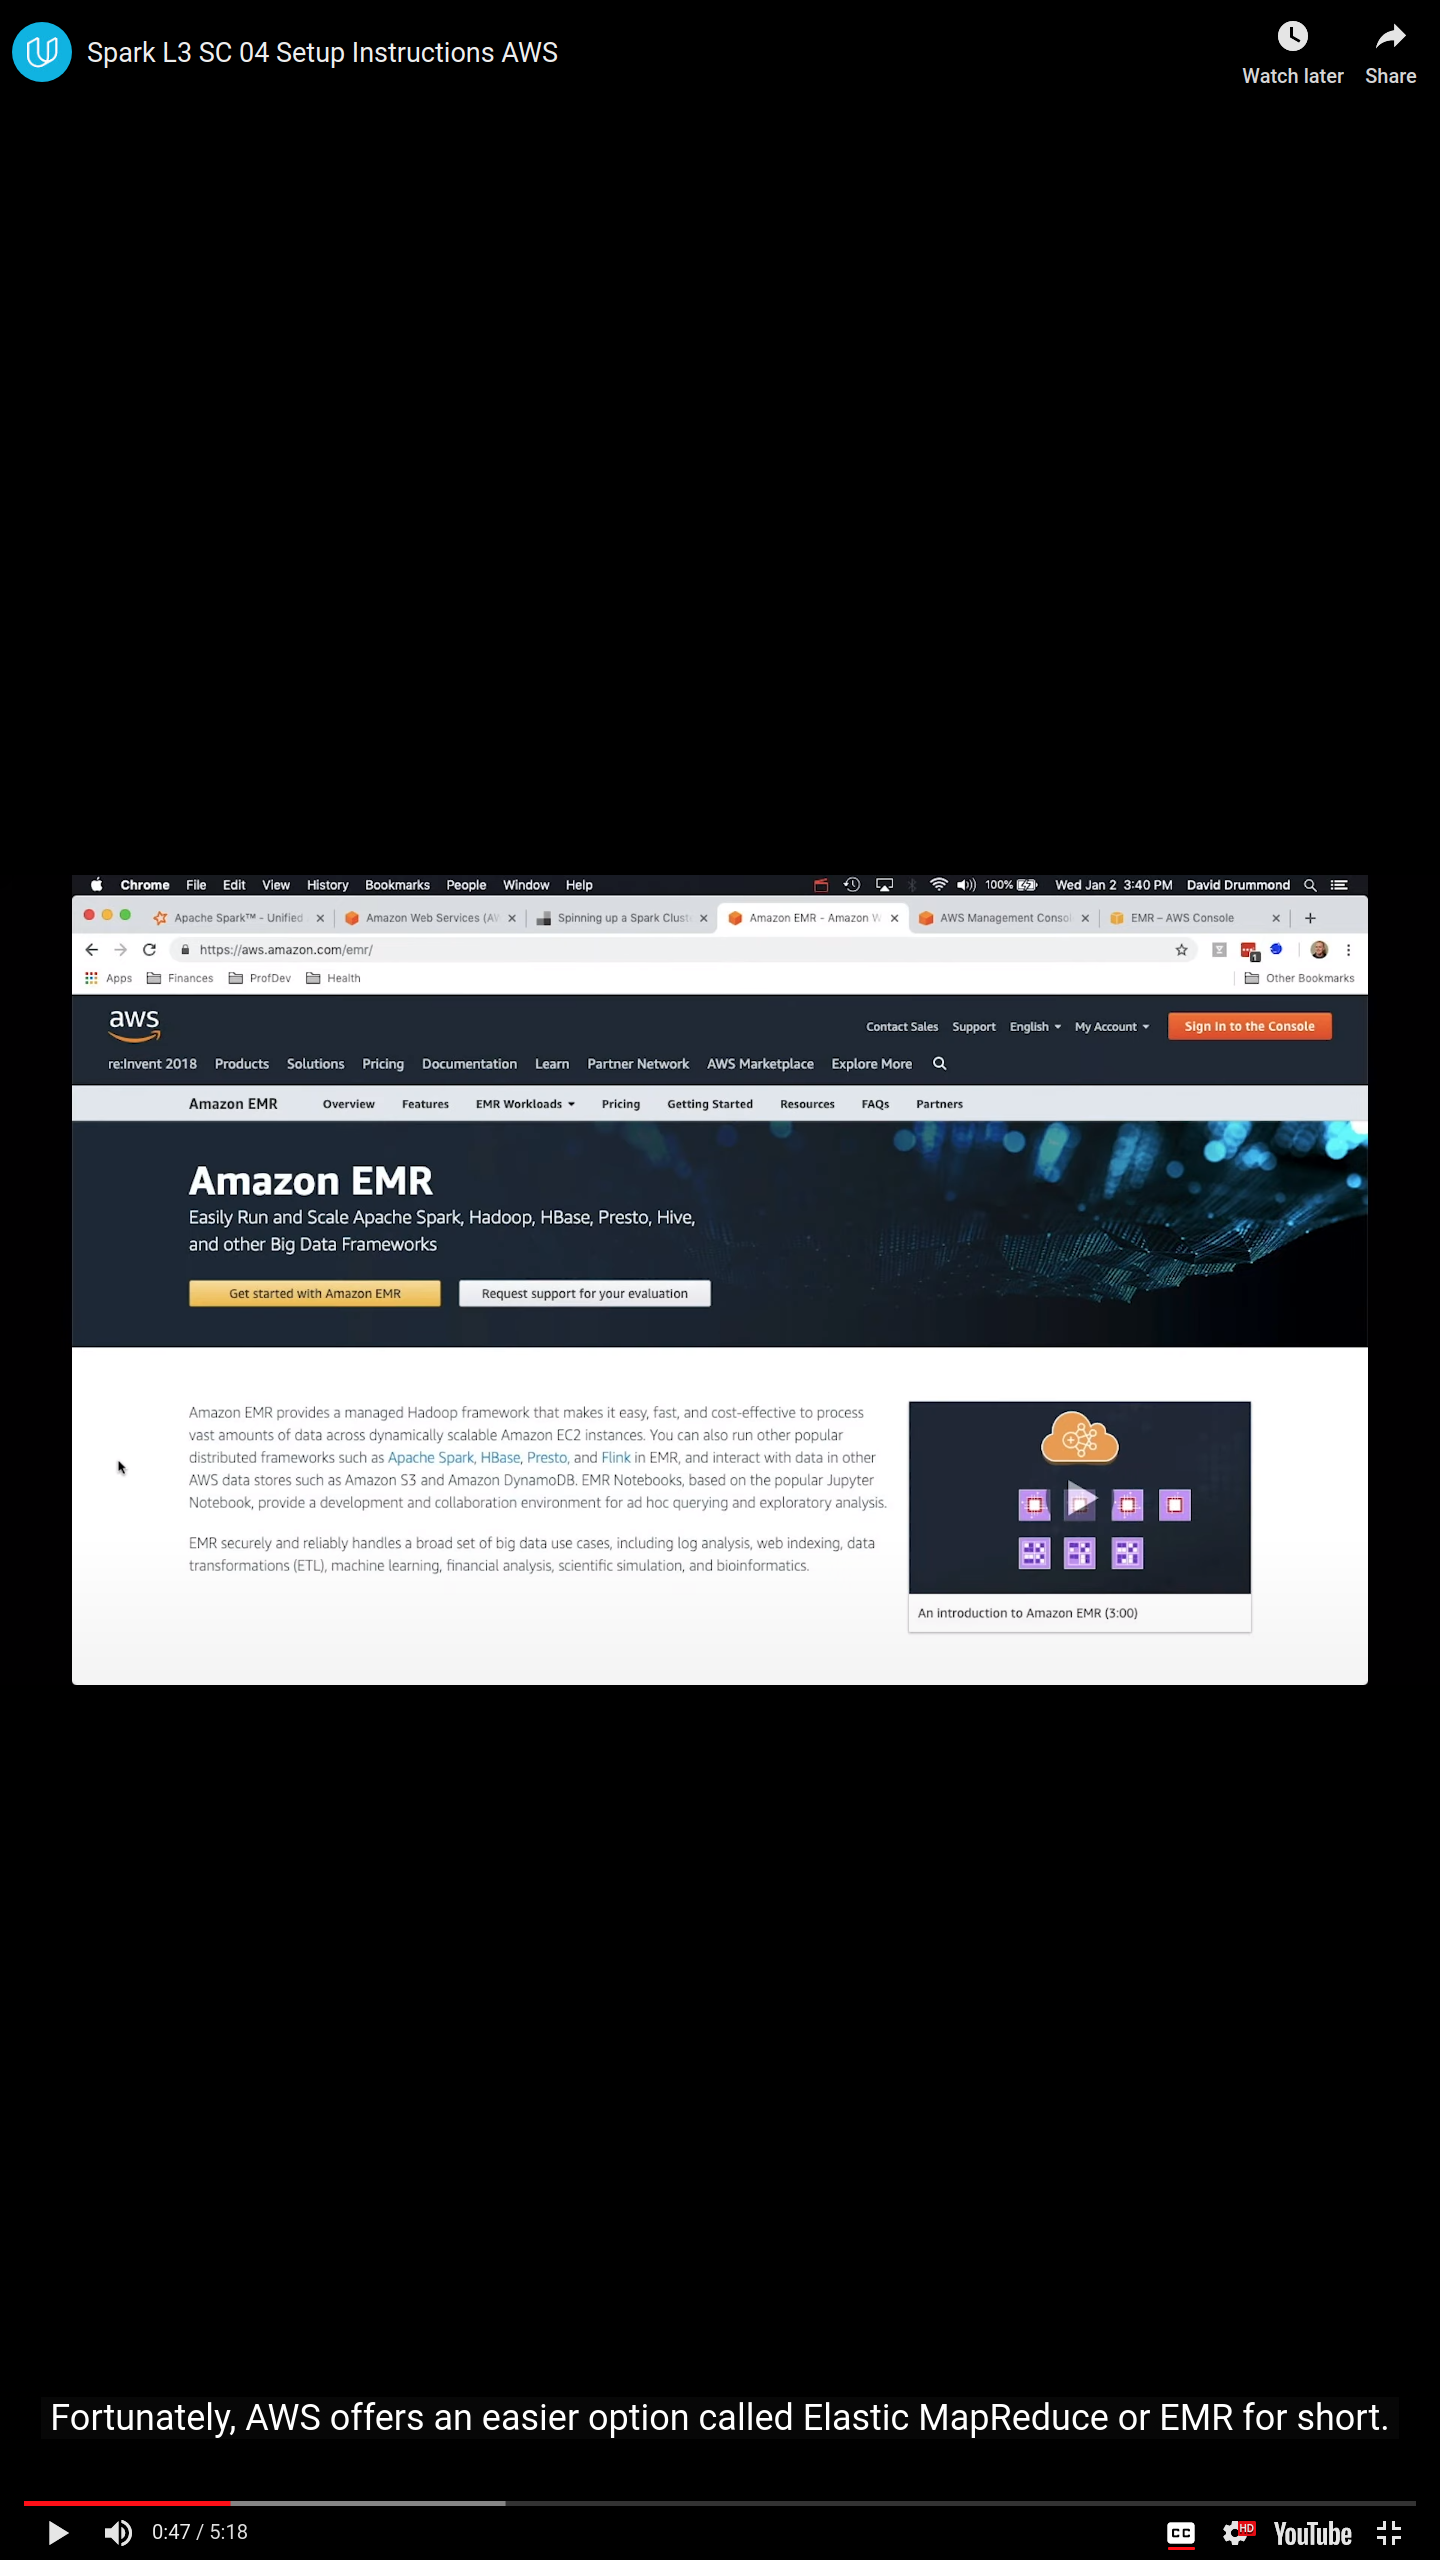 Spark L3 SC 04 Setup Instructions AWS
Watch later
Share
Chrome File Edit View History Bookmarks People Window Help
100%
Wed Jan 2 3:40 PM David Drummond
Apache Spark™ - Unified
Amazon Web Services (AW
Spinning up a Spark Clust
Amazon EMR - Amazon W
AWS Management Consol
EMR – AWS Console
https://aws.amazon.com/emr/
1
Apps Finances ProfDev Health
Other Bookmarks
aws
Contact Sales Support English My Account Sign In to the Console
re:Invent 2018 Products Solutions Pricing Documentation Learn Partner Network AWS Marketplace Explore More
Amazon EMR Overview Features EMR Workloads Pricing Getting Started Resources FAQs Partners
Amazon EMR
Easily Run and Scale Apache Spark, Hadoop, HBase, Presto, Hive,
and other Big Data Frameworks
Get started with Amazon EMR
Request support for your evaluation
Amazon EMR provides a managed Hadoop framework that makes it easy, fast, and cost-effective to process
vast amounts of data across dynamically scalable Amazon EC2 instances. You can also run other popular
distributed frameworks such as Apache Spark, HBase, Presto, and Flink in EMR, and interact with data in other
AWS data stores such as Amazon S3 and Amazon DynamoDB. EMR Notebooks, based on the popular Jupyter
Notebook, provide a development and collaboration environment for ad hoc querying and exploratory analysis.
EMR securely and reliably handles a broad set of big data use cases, including log analysis, web indexing, data
transformations (ETL), machine learning, financial analysis, scientific simulation, and bioinformatics.
An introduction to Amazon EMR (3:00)
Fortunately, AWS offers an easier option called Elastic MapReduce or EMR for short.
0:47 / 5:18
CC
HD
YouTube